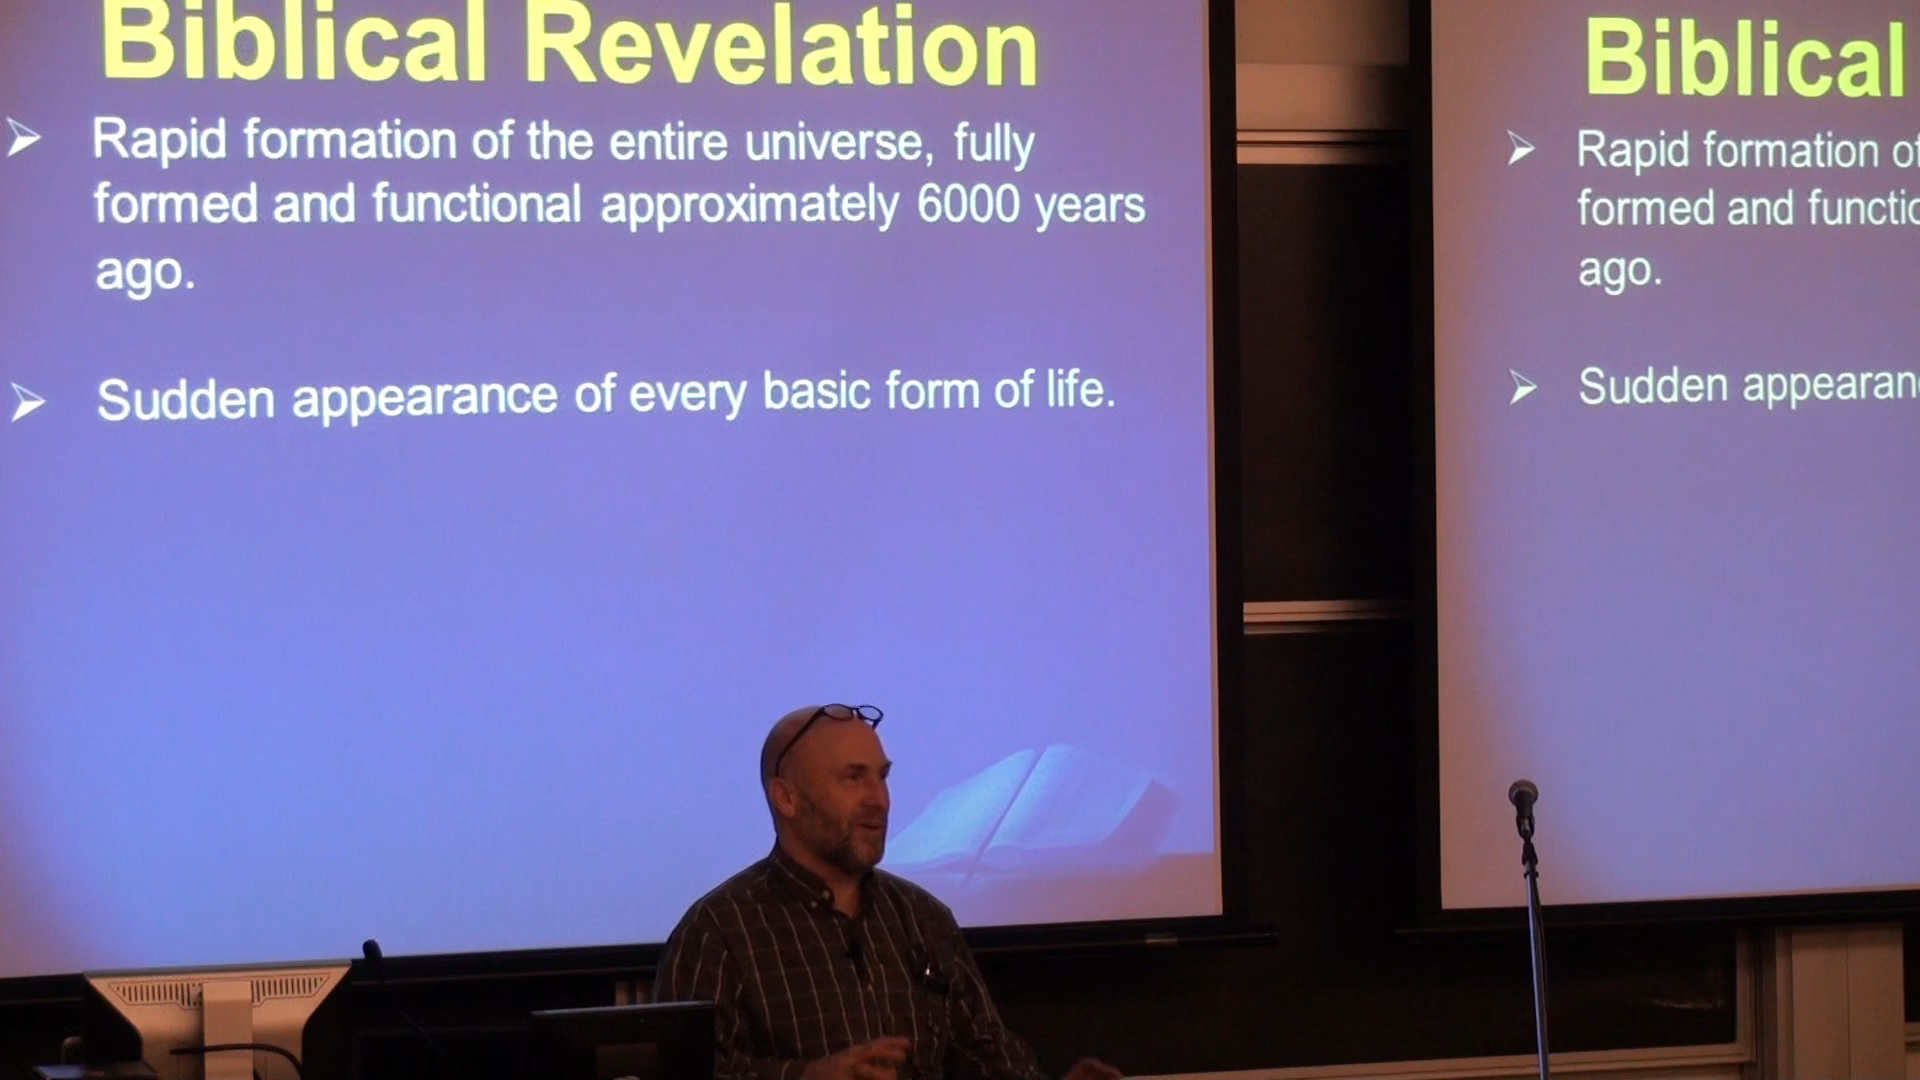 Biblical Revelation
Rapid formation of the entire universe, fully
formed and functional approximately 6000 years
ago.
Sudden appearance of every basic form of life.
Biblical
Rapid formation of
formed and functio
ago.
Sudden appearanc